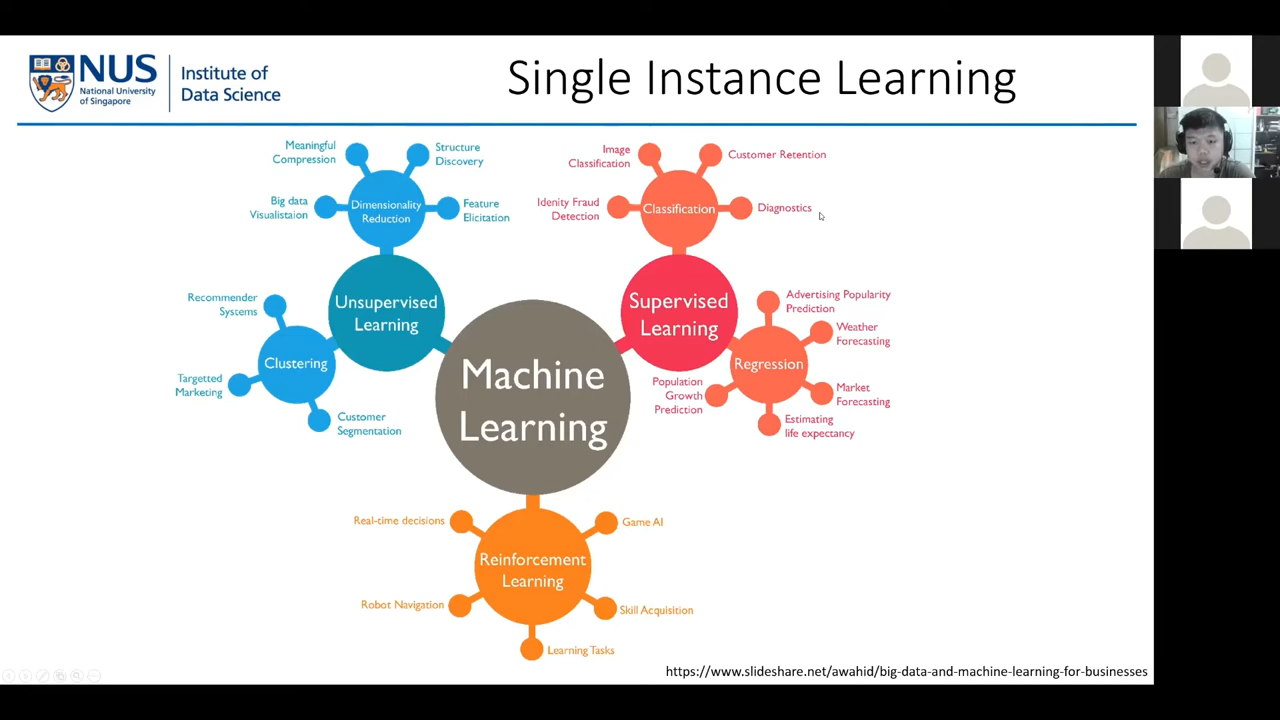 NUS
National University
of Singapore
Institute of
Data Science
Single Instance Learning
Meaningful
Compression
Structure
Discovery
Big data
Visualistaion
Dimensionality
Reduction
Feature
Elicitation
Image
Classification
Customer Retention
Idenity Fraud
Detection
Classification
Diagnostics
Recommender
Systems
Unsupervised
Learning
Supervised
Learning
Advertising Popularity
Prediction
Weather
Forecasting
Clustering
Machine
Learning
Regression
Targetted
Marketing
Population
Growth
Prediction
Market
Forecasting
Customer
Segmentation
Estimating
life expectancy
Real-time decisions
Game AI
Reinforcement
Learning
Robot Navigation
Skill Acquisition
Learning Tasks
https://www.slideshare.net/awahid/big-data-and-machine-learning-for-businesses